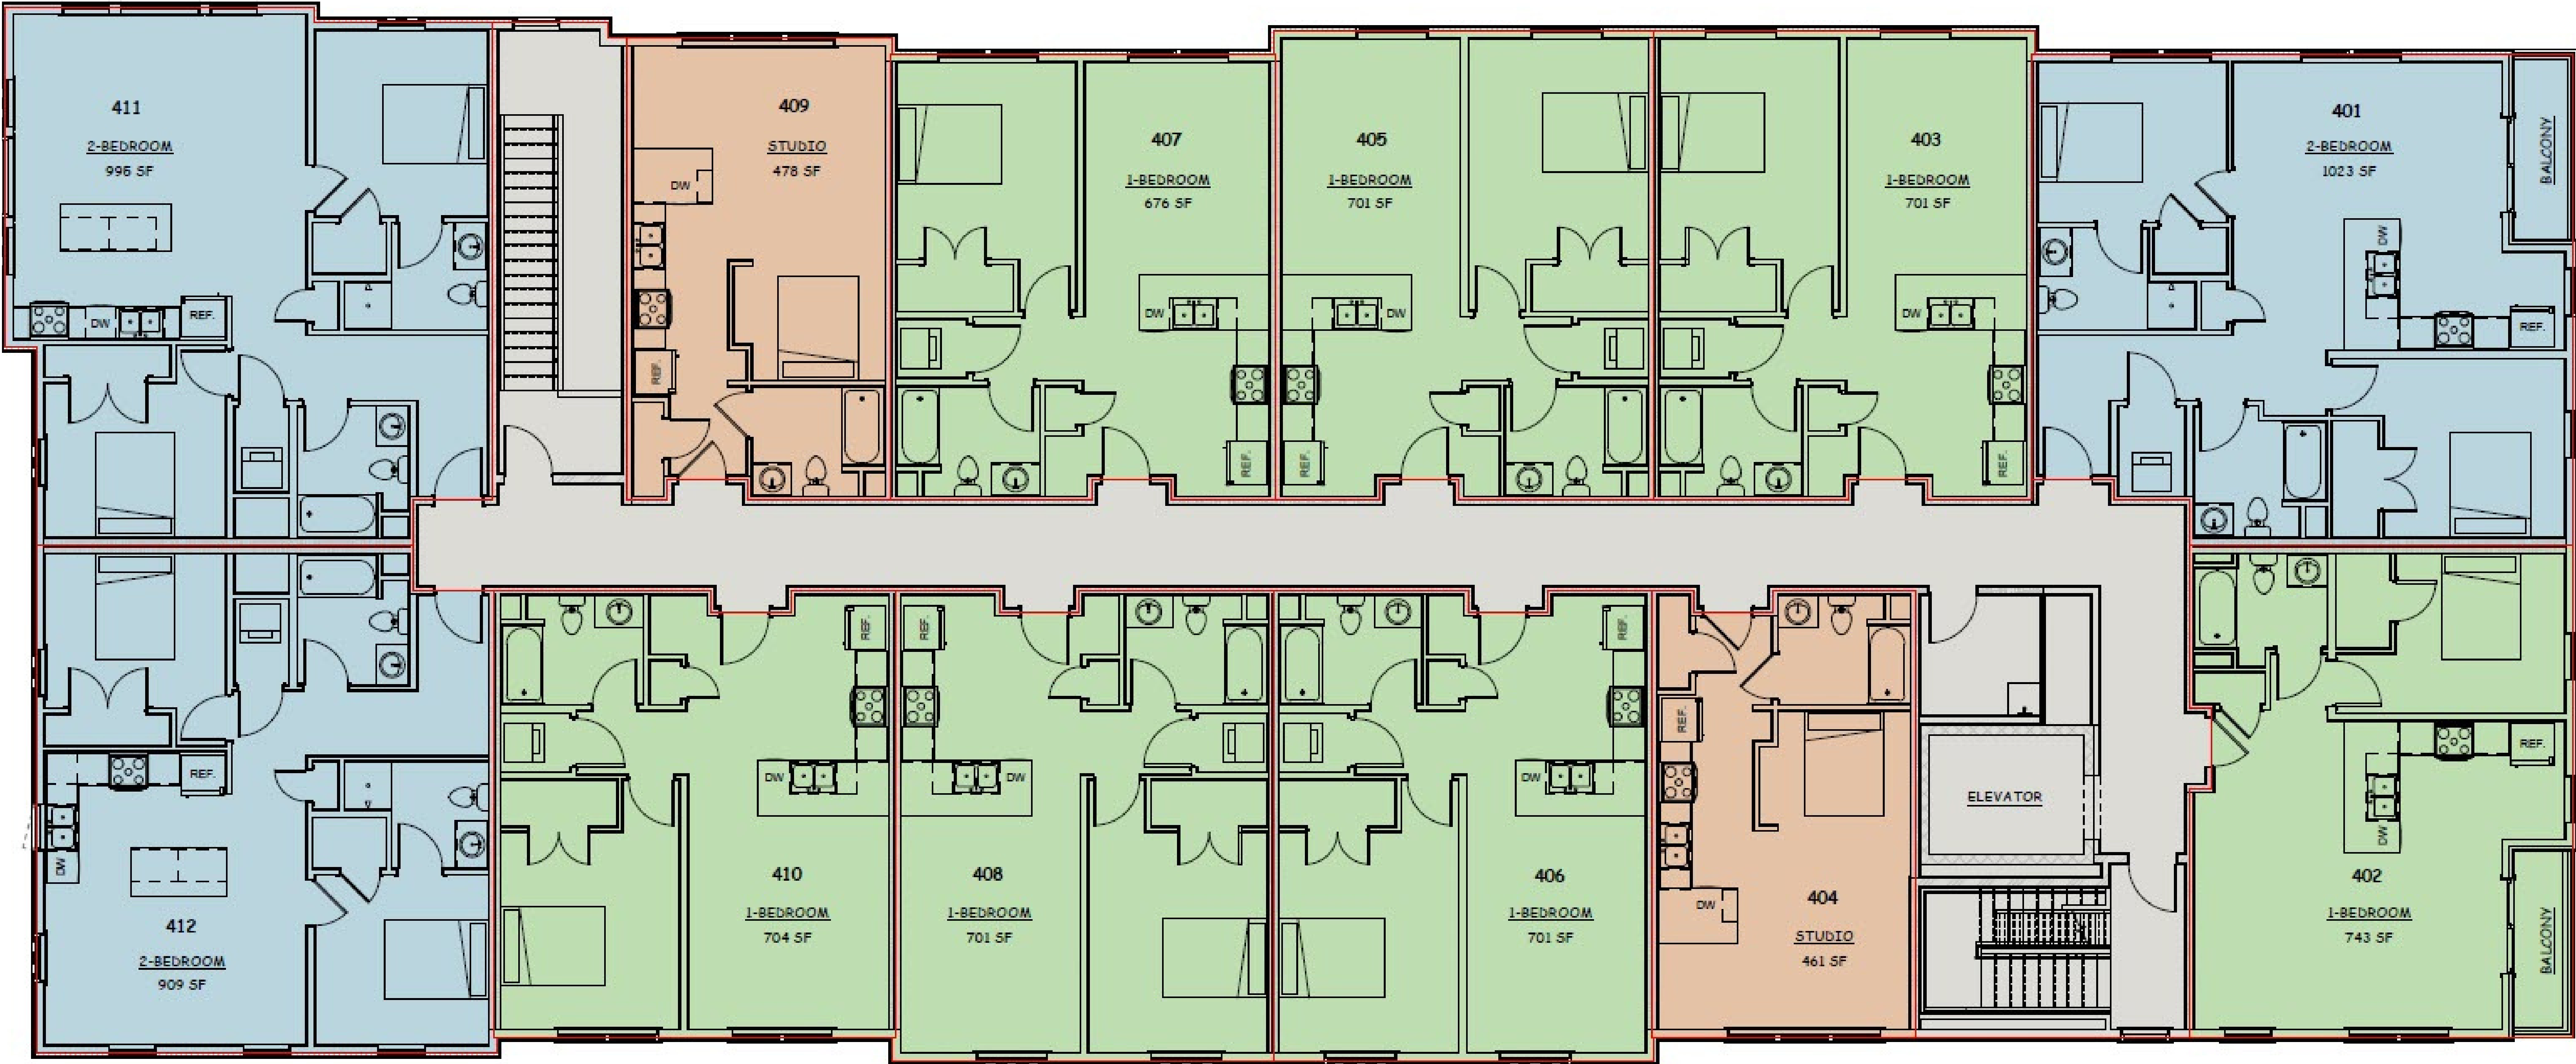 411
2-BEDROOM
995 SF
DW
REF.
409
STUDIO
478 SF
DW
REF.
407
1-BEDROOM
676 SF
DW
REF.
405
1-BEDROOM
701 SF
DW
REF.
403
1-BEDROOM
701 SF
DW
REF.
401
2-BEDROOM
1023 SF
BALCONY
DW
REF.
412
2-BEDROOM
909 SF
REF.
DW
410
1-BEDROOM
704 SF
REF.
DW
408
1-BEDROOM
701 SF
REF.
DW
406
1-BEDROOM
701 SF
REF.
DW
404
STUDIO
461 SF
REF.
DW
ELEVATOR
402
1-BEDROOM
743 SF
REF.
DW
BALCONY